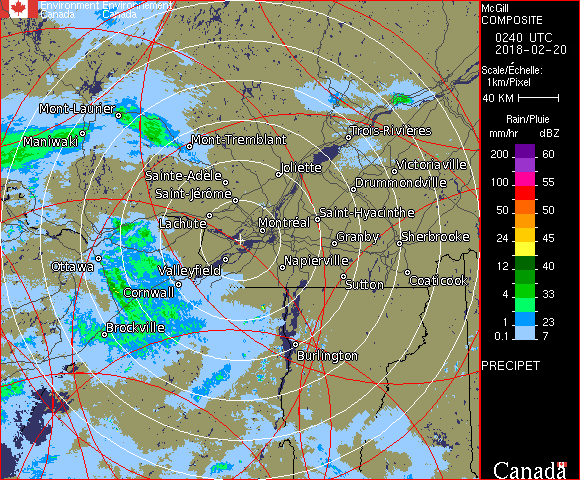 Environment Environnement
Canada Canada
McGill
COMPOSITE
0240 UTC
2018-02-20
Scale/Échelle:
1km/Pixel
40 KM
Rain/Pluie
mm/hr dBZ
200 60
100 55
50 50
24 45
12 40
4 33
1 23
0.1 7
PRECIPET
Canada
Mont-Laurier
Maniwaki
Mont-Tremblant
Trois-Rivières
Sainte-Adèle
Joliette
Victoriaville
Saint-Jérôme
Drummondville
Lachute
Montréal
Saint-Hyacinthe
Granby
Sherbrooke
Ottawa
Valleyfield
Napierville
Cornwall
Sutton
Coaticook
Brockville
Burlington